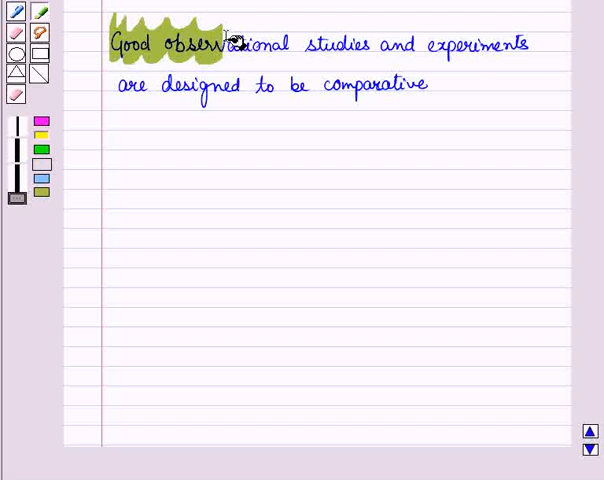 Good observational studies and experiments
are designed to be comparative